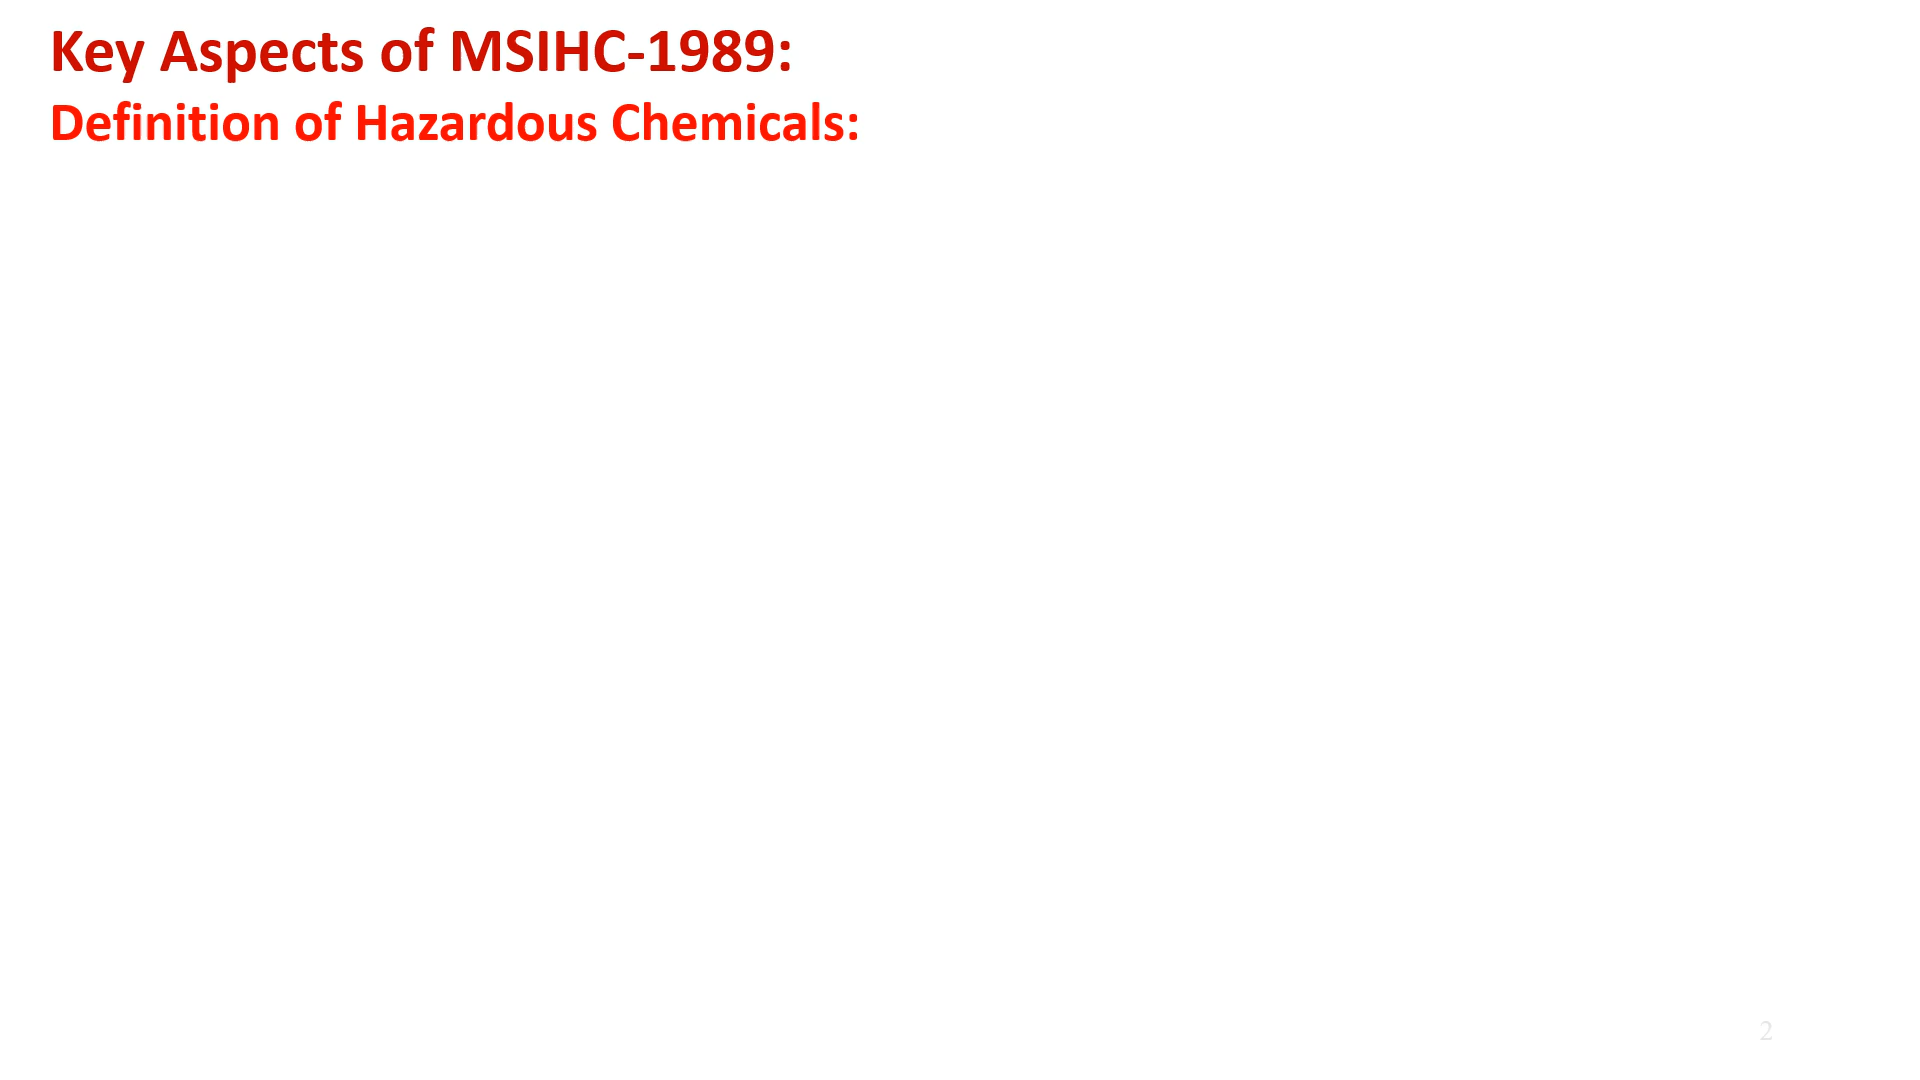 Key Aspects of MSIHC-1989:
Definition of Hazardous Chemicals:
2